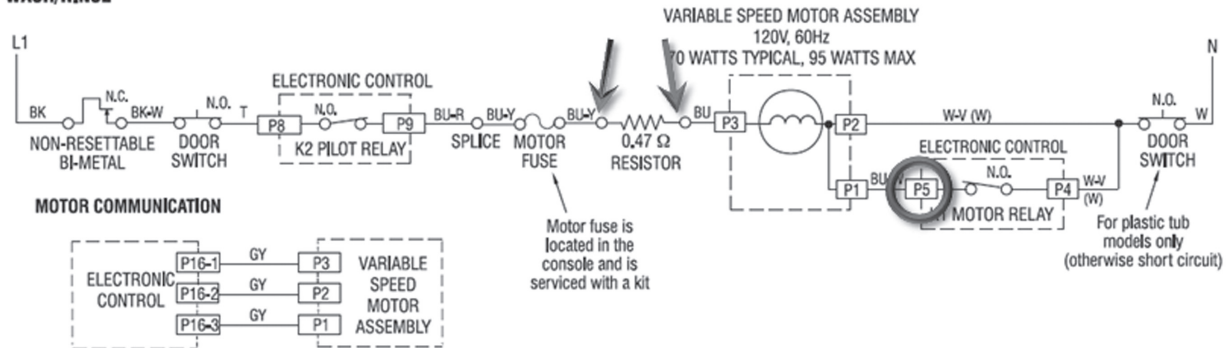 VARIABLE SPEED MOTOR ASSEMBLY
120V, 60Hz
70 WATTS TYPICAL, 95 WATTS MAX
L1
N
ELECTRONIC CONTROL
BK
N.C.
BK-W
N.O.
T
P8
N.O.
P9
BU-R
BU-Y
BU-Y
BU
P3
P2
W-V (W)
N.O.
W
NON-RESETTABLE
BI-METAL
DOOR
SWITCH
K2 PILOT RELAY
SPLICE
MOTOR
FUSE
0.47 Ω
RESISTOR
ELECTRONIC CONTROL
DOOR
SWITCH
P1
BU
P5
N.O.
P4
W-V
(W)
MOTOR RELAY
Motor fuse is
located in the
console and is
serviced with a kit
For plastic tub
models only
(otherwise short circuit)
MOTOR COMMUNICATION
ELECTRONIC
CONTROL
P16-1
GY
P3
P16-2
GY
P2
P16-3
GY
P1
VARIABLE
SPEED
MOTOR
ASSEMBLY